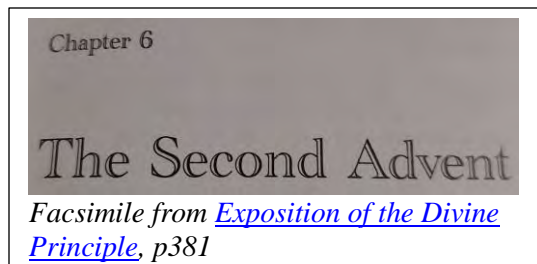 Chapter 6
The Second Advent
Facsimile from Exposition of the Divine
Principle, p381